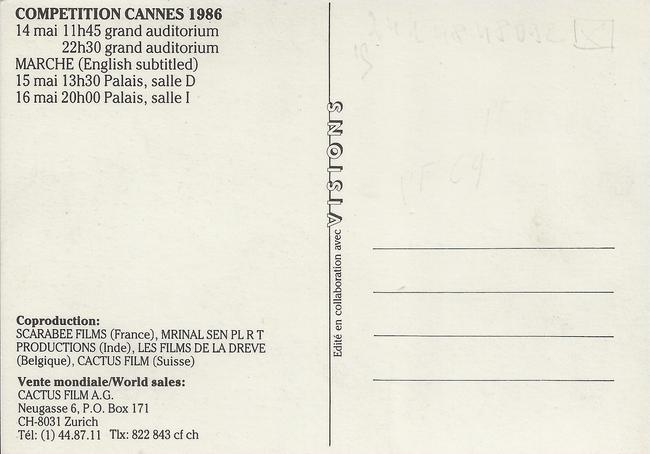 COMPETITION CANNES 1986
14 mai 11h45 grand auditorium
22h30 grand auditorium
MARCHE (English subtitled)
15 mai 13h30 Palais, salle D
16 mai 20h00 Palais, salle I
Coproduction:
SCARABEE FILMS (France), MRINAL SEN PL R T
PRODUCTIONS (Inde), LES FILMS DE LA DREVE
(Belgique), CACTUS FILM (Suisse)
Vente mondiale/World sales:
CACTUS FILM A.G.
Neugasse 6, P.O. Box 171
CH-8031 Zurich
Tél: (1) 44.87.11 Tlx: 822 843 cf ch
Edité en collaboration avec VISIONS